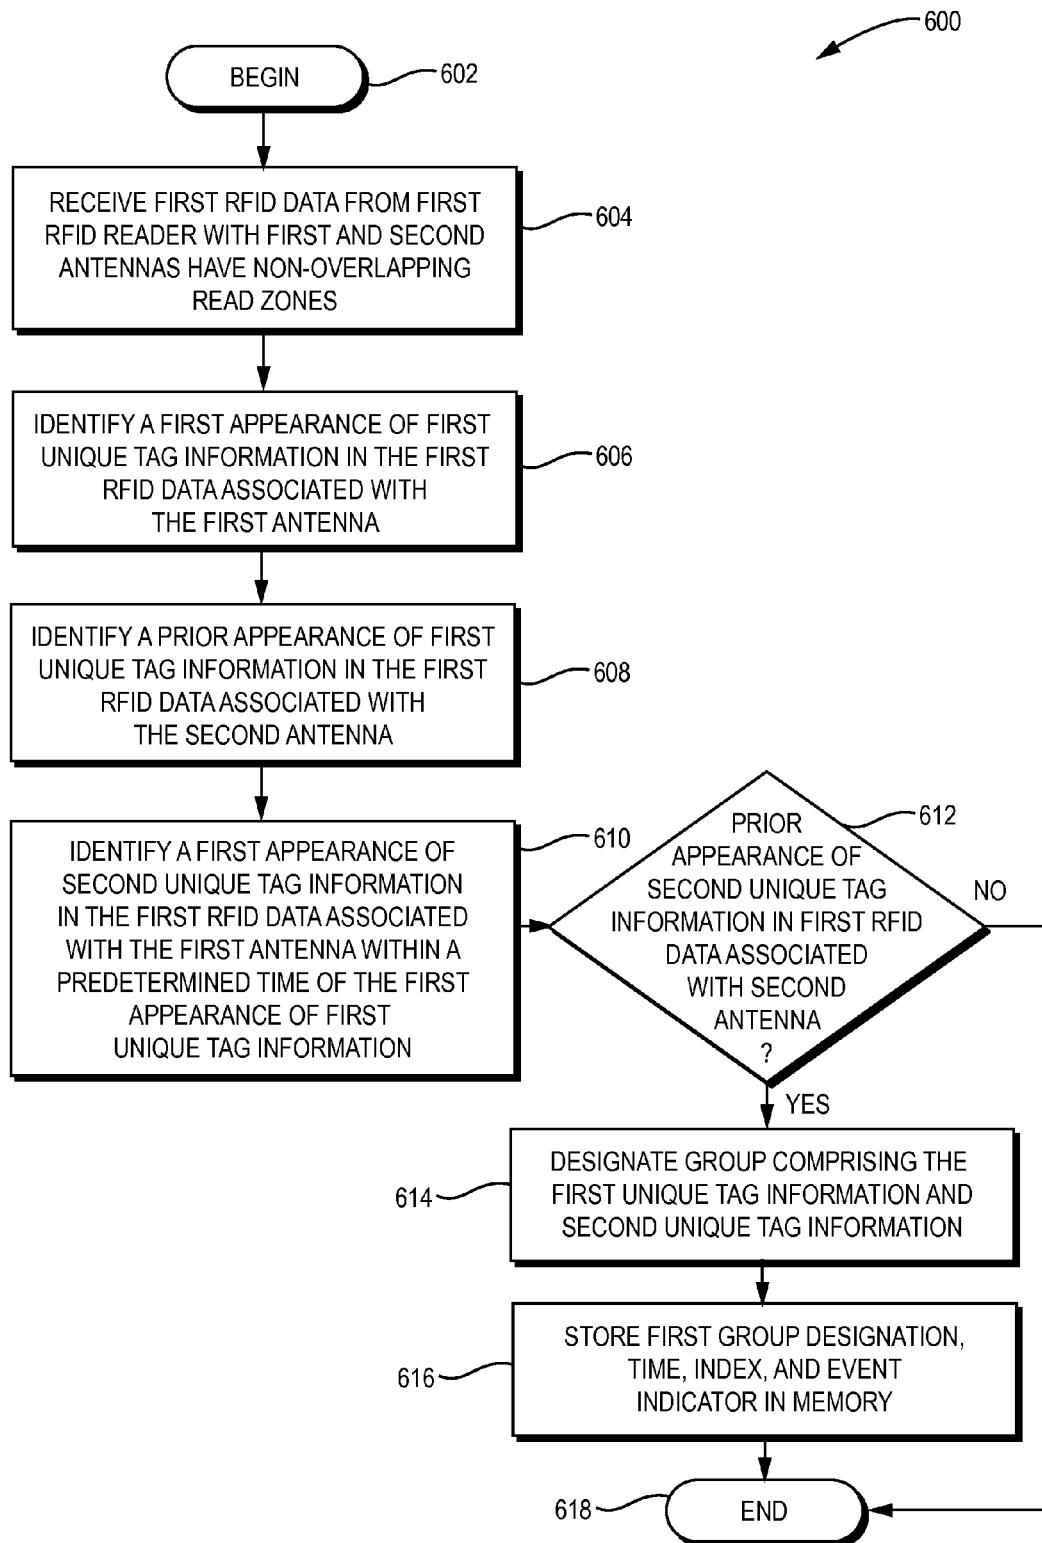 600
BEGIN
602
RECEIVE FIRST RFID DATA FROM FIRST
RFID READER WITH FIRST AND SECOND
ANTENNAS HAVE NON-OVERLAPPING
READ ZONES
604
IDENTIFY A FIRST APPEARANCE OF FIRST
UNIQUE TAG INFORMATION IN THE FIRST
RFID DATA ASSOCIATED WITH
THE FIRST ANTENNA
606
IDENTIFY A PRIOR APPEARANCE OF FIRST
UNIQUE TAG INFORMATION IN THE FIRST
RFID DATA ASSOCIATED WITH
THE SECOND ANTENNA
608
IDENTIFY A FIRST APPEARANCE OF
SECOND UNIQUE TAG INFORMATION
IN THE FIRST RFID DATA ASSOCIATED
WITH THE FIRST ANTENNA WITHIN A
PREDETERMINED TIME OF THE FIRST
APPEARANCE OF FIRST
UNIQUE TAG INFORMATION
610
PRIOR
APPEARANCE OF
SECOND UNIQUE TAG
INFORMATION IN FIRST RFID
DATA ASSOCIATED
WITH SECOND
ANTENNA
?
612
NO
YES
DESIGNATE GROUP COMPRISING THE
FIRST UNIQUE TAG INFORMATION AND
SECOND UNIQUE TAG INFORMATION
614
STORE FIRST GROUP DESIGNATION,
TIME, INDEX, AND EVENT
INDICATOR IN MEMORY
616
END
618